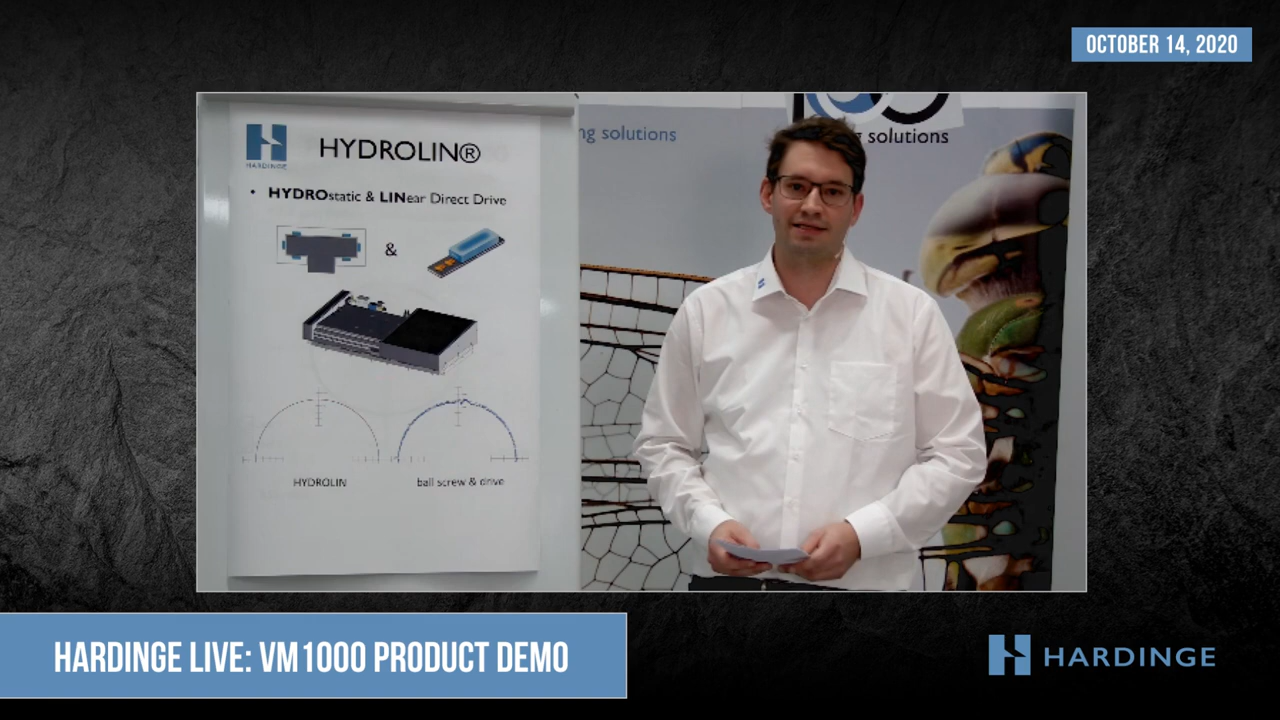 OCTOBER 14, 2020
HARDINGE
HYDROLIN®
• HYDROstatic & LINear Direct Drive
&
HYDROLIN
ball screw & drive
ng solutions
g solutions
HARDINGE LIVE: VM1000 PRODUCT DEMO
HARDINGE